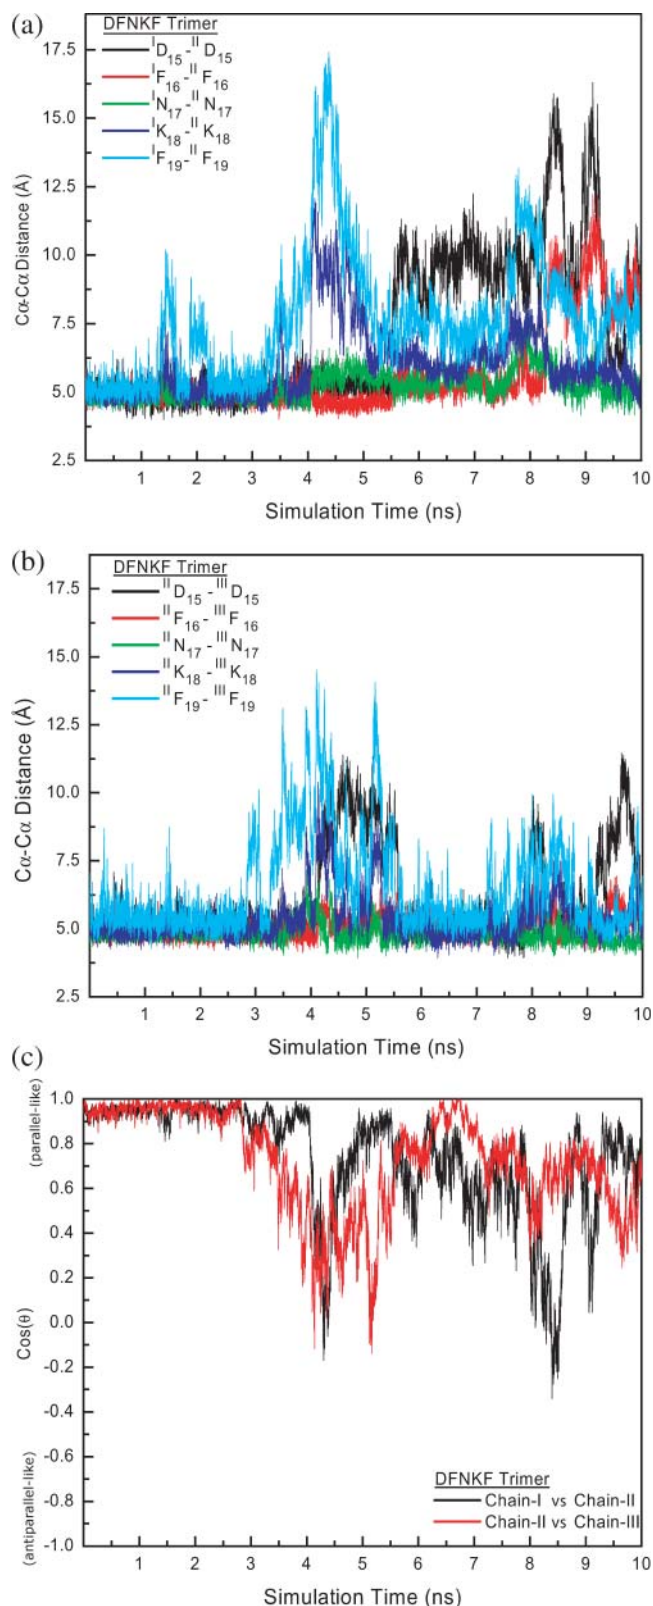 (a)
DFNKF Trimer
ᴵD₁₅-ᴵᴵD₁₅
ᴵF₁₆-ᴵᴵF₁₆
ᴵN₁₇-ᴵᴵN₁₇
ᴵK₁₈-ᴵᴵK₁₈
ᴵF₁₉-ᴵᴵF₁₉
17.5
15.0
12.5
10.0
7.5
5.0
2.5
Cα-Cα Distance (Å)
1 2 3 4 5 6 7 8 9 10
Simulation Time (ns)
(b)
DFNKF Trimer
ᴵᴵD₁₅-ᴵᴵᴵD₁₅
ᴵᴵF₁₆-ᴵᴵᴵF₁₆
ᴵᴵN₁₇-ᴵᴵᴵN₁₇
ᴵᴵK₁₈-ᴵᴵᴵK₁₈
ᴵᴵF₁₉-ᴵᴵᴵF₁₉
17.5
15.0
12.5
10.0
7.5
5.0
2.5
Cα-Cα Distance (Å)
1 2 3 4 5 6 7 8 9 10
Simulation Time (ns)
(c)
(parallel-like)
Cos(θ)
(antiparallel-like)
1.0
0.8
0.6
0.4
0.2
0.0
-0.2
-0.4
-0.6
-0.8
-1.0
DFNKF Trimer
Chain-I vs Chain-II
Chain-II vs Chain-III
1 2 3 4 5 6 7 8 9 10
Simulation Time (ns)